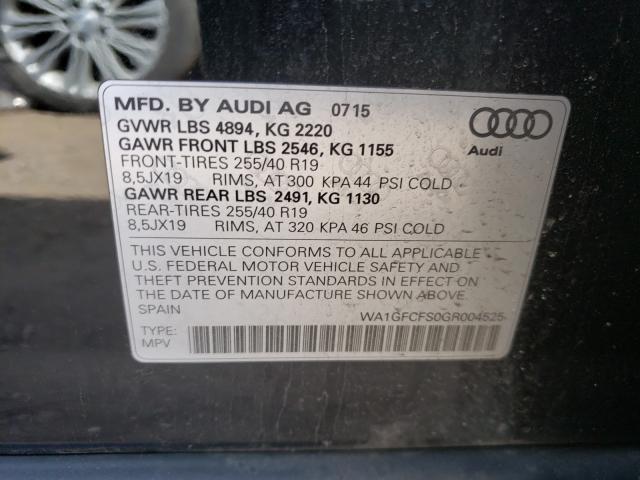 MFD. BY AUDI AG 0715
GVWR LBS 4894, KG 2220
GAWR FRONT LBS 2546, KG 1155
FRONT-TIRES 255/40 R19
8,5JX19 RIMS, AT 300 KPA 44 PSI COLD
GAWR REAR LBS 2491, KG 1130
REAR-TIRES 255/40 R19
8,5JX19 RIMS, AT 320 KPA 46 PSI COLD
Audi
THIS VEHICLE CONFORMS TO ALL APPLICABLE
U.S. FEDERAL MOTOR VEHICLE SAFETY AND
THEFT PREVENTION STANDARDS IN EFFECT ON
THE DATE OF MANUFACTURE SHOWN ABOVE.
SPAIN
WA1GFCFS0GR004525
TYPE:
MPV